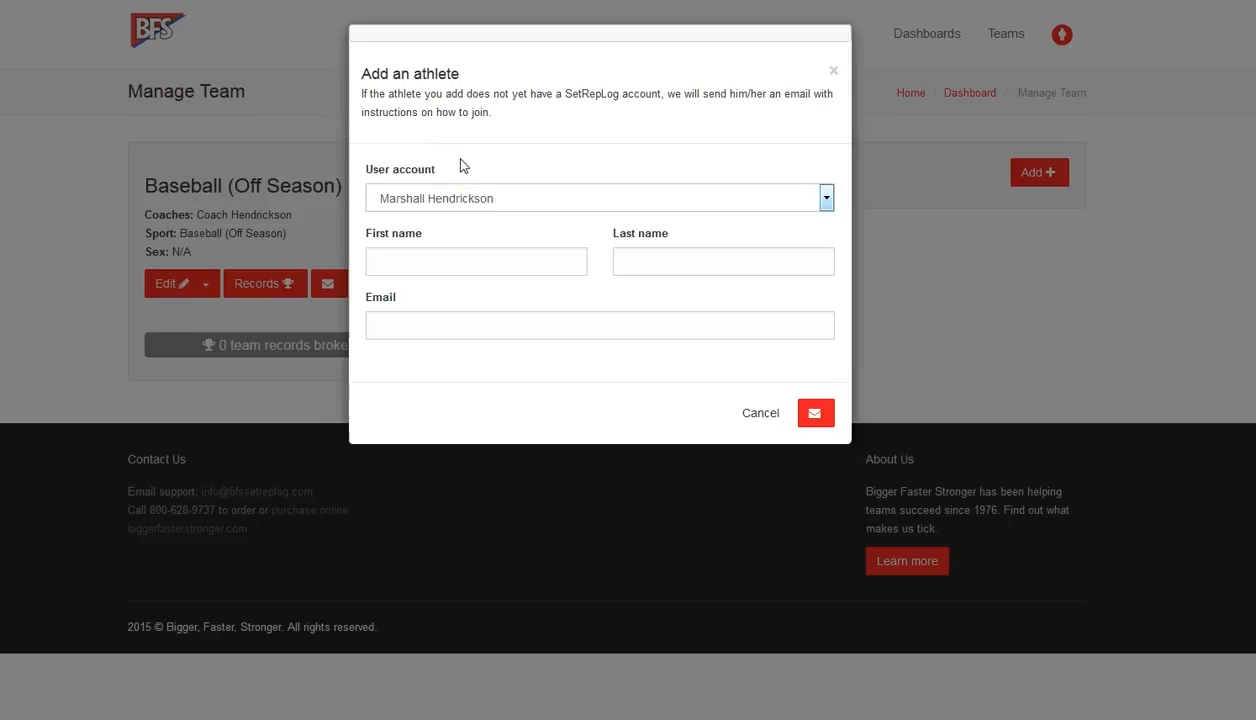 BFS
Dashboards
Teams
Manage Team
Home / Dashboard / Manage Team
Add an athlete
×
If the athlete you add does not yet have a SetRepLog account, we will send him/her an email with
instructions on how to join.
User account
Marshall Hendrickson
First name
Last name
Email
Cancel
Baseball (Off Season)
Coaches: Coach Hendrickson
Sport: Baseball (Off Season)
Sex: N/A
Edit
Records
0 team records broke
Add +
Contact Us
Email support: info@bfssetreplog.com
Call 800-628-9737 to order or purchase online.
biggerfasterstronger.com
About Us
Bigger Faster Stronger has been helping
teams succeed since 1976. Find out what
makes us tick.
Learn more
2015 © Bigger, Faster, Stronger. All rights reserved.